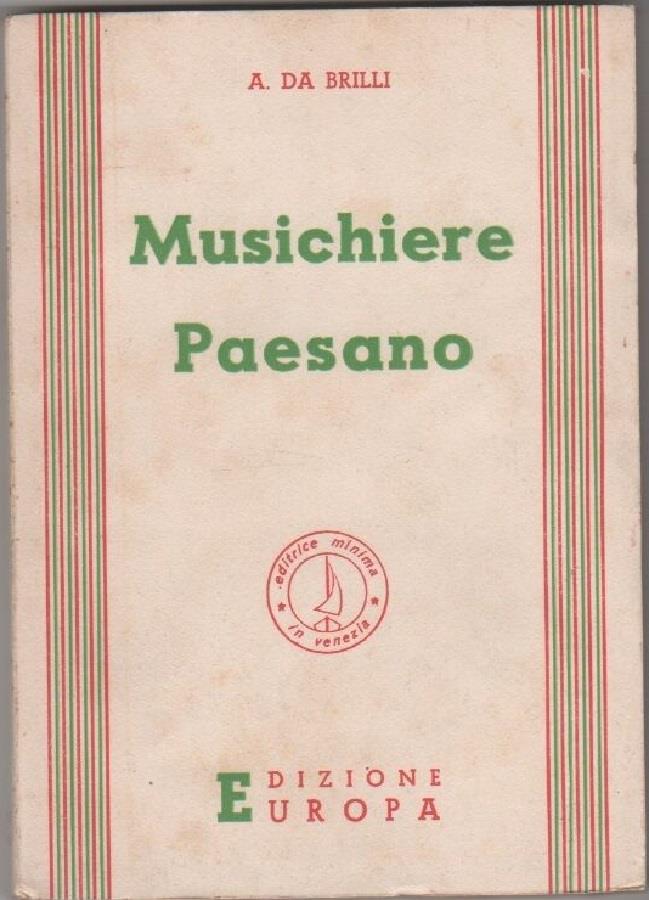 A. DA BRILLI
Musichiere
Paesano
editrice minima
in venezia
EDIZIONE
EUROPA